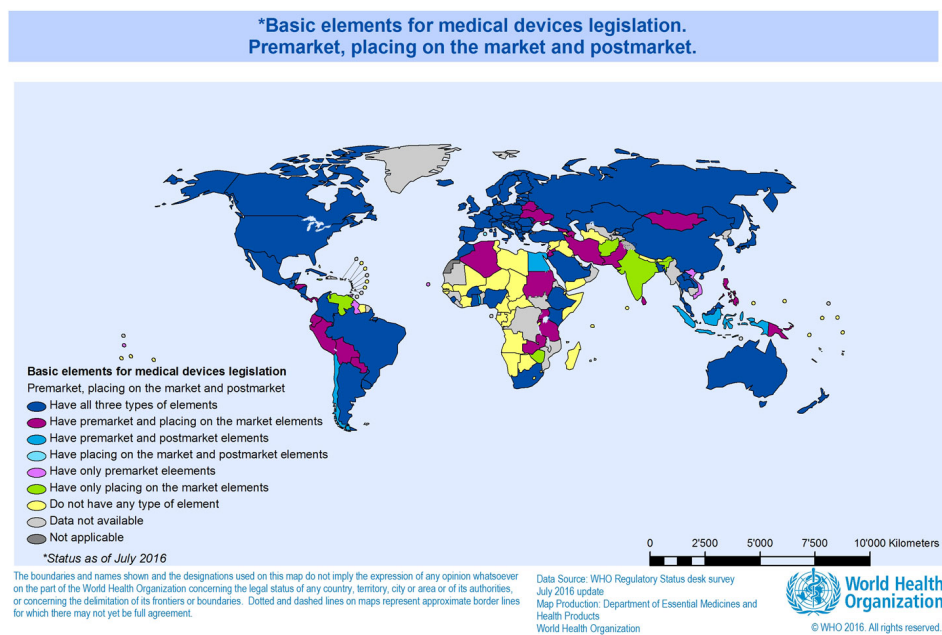 *Basic elements for medical devices legislation.
Premarket, placing on the market and postmarket.
Basic elements for medical devices legislation
Premarket, placing on the market and postmarket
Have all three types of elements
Have premarket and placing on the market elements
Have premarket and postmarket elements
Have placing on the market and postmarket elements
Have only premarket eleements
Have only placing on the market elements
Do not have any type of element
Data not available
Not applicable
*Status as of July 2016
0 2'500 5'000 7'500 10'000 Kilometers
The boundaries and names shown and the designations used on this map do not imply the expression of any opinion whatsoever
on the part of the World Health Organization concerning the legal status of any country, territory, city or area or of its authorities,
or concerning the delimitation of its frontiers or boundaries. Dotted and dashed lines on maps represent approximate border lines
for which there may not yet be full agreement.
Data Source: WHO Regulatory Status desk survey
July 2016 update
Map Production: Department of Essential Medicines and
Health Products
World Health Organization
World Health
Organization
© WHO 2016. All rights reserved.